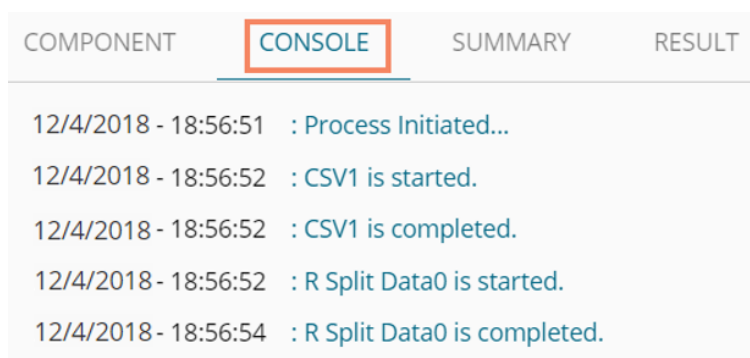 COMPONENT CONSOLE SUMMARY RESULT
12/4/2018 - 18:56:51 : Process Initiated...
12/4/2018 - 18:56:52 : CSV1 is started.
12/4/2018 - 18:56:52 : CSV1 is completed.
12/4/2018 - 18:56:52 : R Split Data0 is started.
12/4/2018 - 18:56:54 : R Split Data0 is completed.